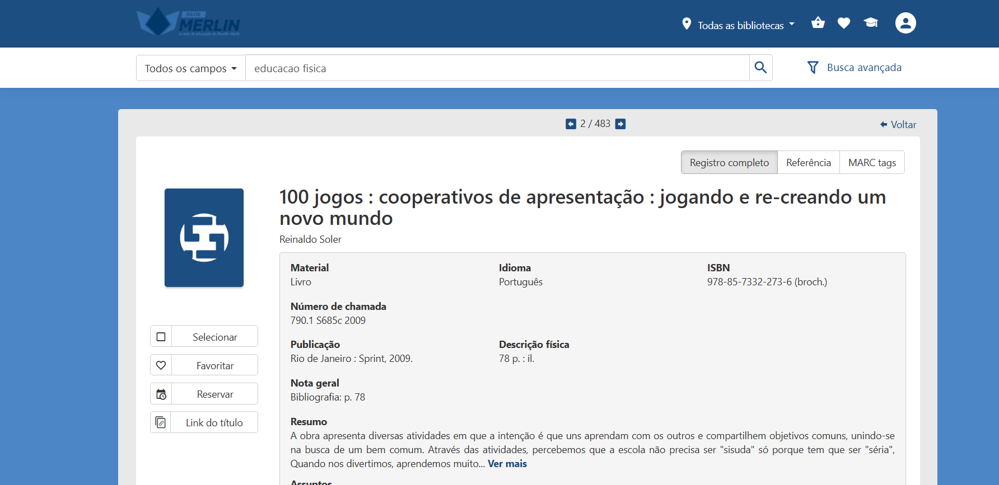 REDE
MERLIN
Todas as bibliotecas
Todos os campos
educacao fisica
Busca avançada
2 / 483
Voltar
Registro completo
Referência
MARC tags
100 jogos : cooperativos de apresentação : jogando e re-creando um
novo mundo
Reinaldo Soler
Material
Idioma
ISBN
Livro
Português
978-85-7332-273-6 (broch.)
Número de chamada
790.1 S685c 2009
Publicação
Descrição física
Rio de Janeiro : Sprint, 2009.
78 p. : il.
Nota geral
Bibliografia: p. 78
Resumo
A obra apresenta diversas atividades em que a intenção é que uns aprendam com os outros e compartilhem objetivos comuns, unindo-se
na busca de um bem comum. Através das atividades, percebemos que a escola não precisa ser "sisuda" só porque tem que ser "séria",
Quando nos divertimos, aprendemos muito... Ver mais
Assuntos
Selecionar
Favoritar
Reservar
Link do título